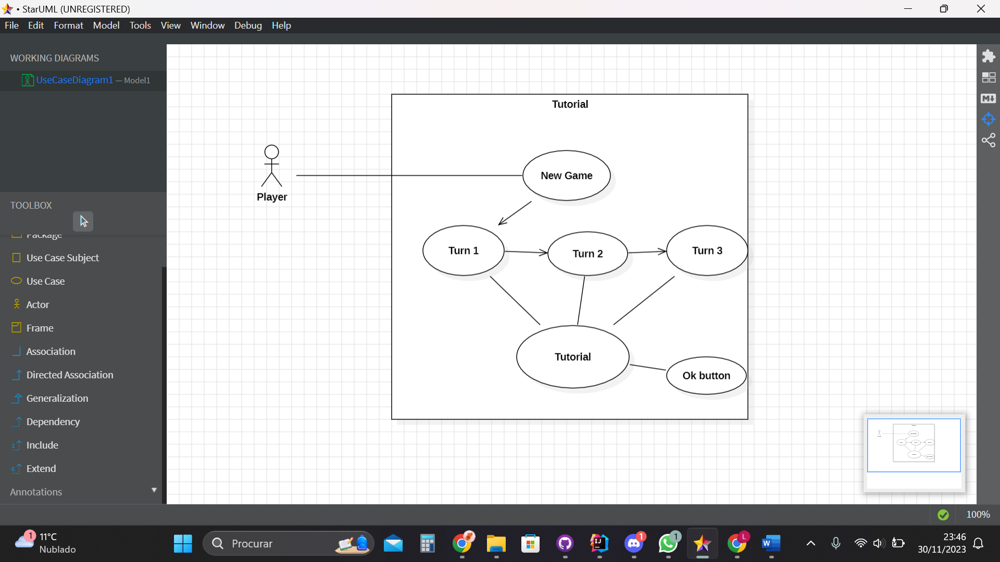 • StarUML (UNREGISTERED)
File Edit Format Model Tools View Window Debug Help
WORKING DIAGRAMS
UseCaseDiagram1 — Model1
TOOLBOX
Package
Use Case Subject
Use Case
Actor
Frame
Association
Directed Association
Generalization
Dependency
Include
Extend
Annotations
Tutorial
Player
New Game
Turn 1
Turn 2
Turn 3
Tutorial
Ok button
M
100%
1
11°C
Nublado
Procurar
IJ
1
1
L
W
23:46
30/11/2023